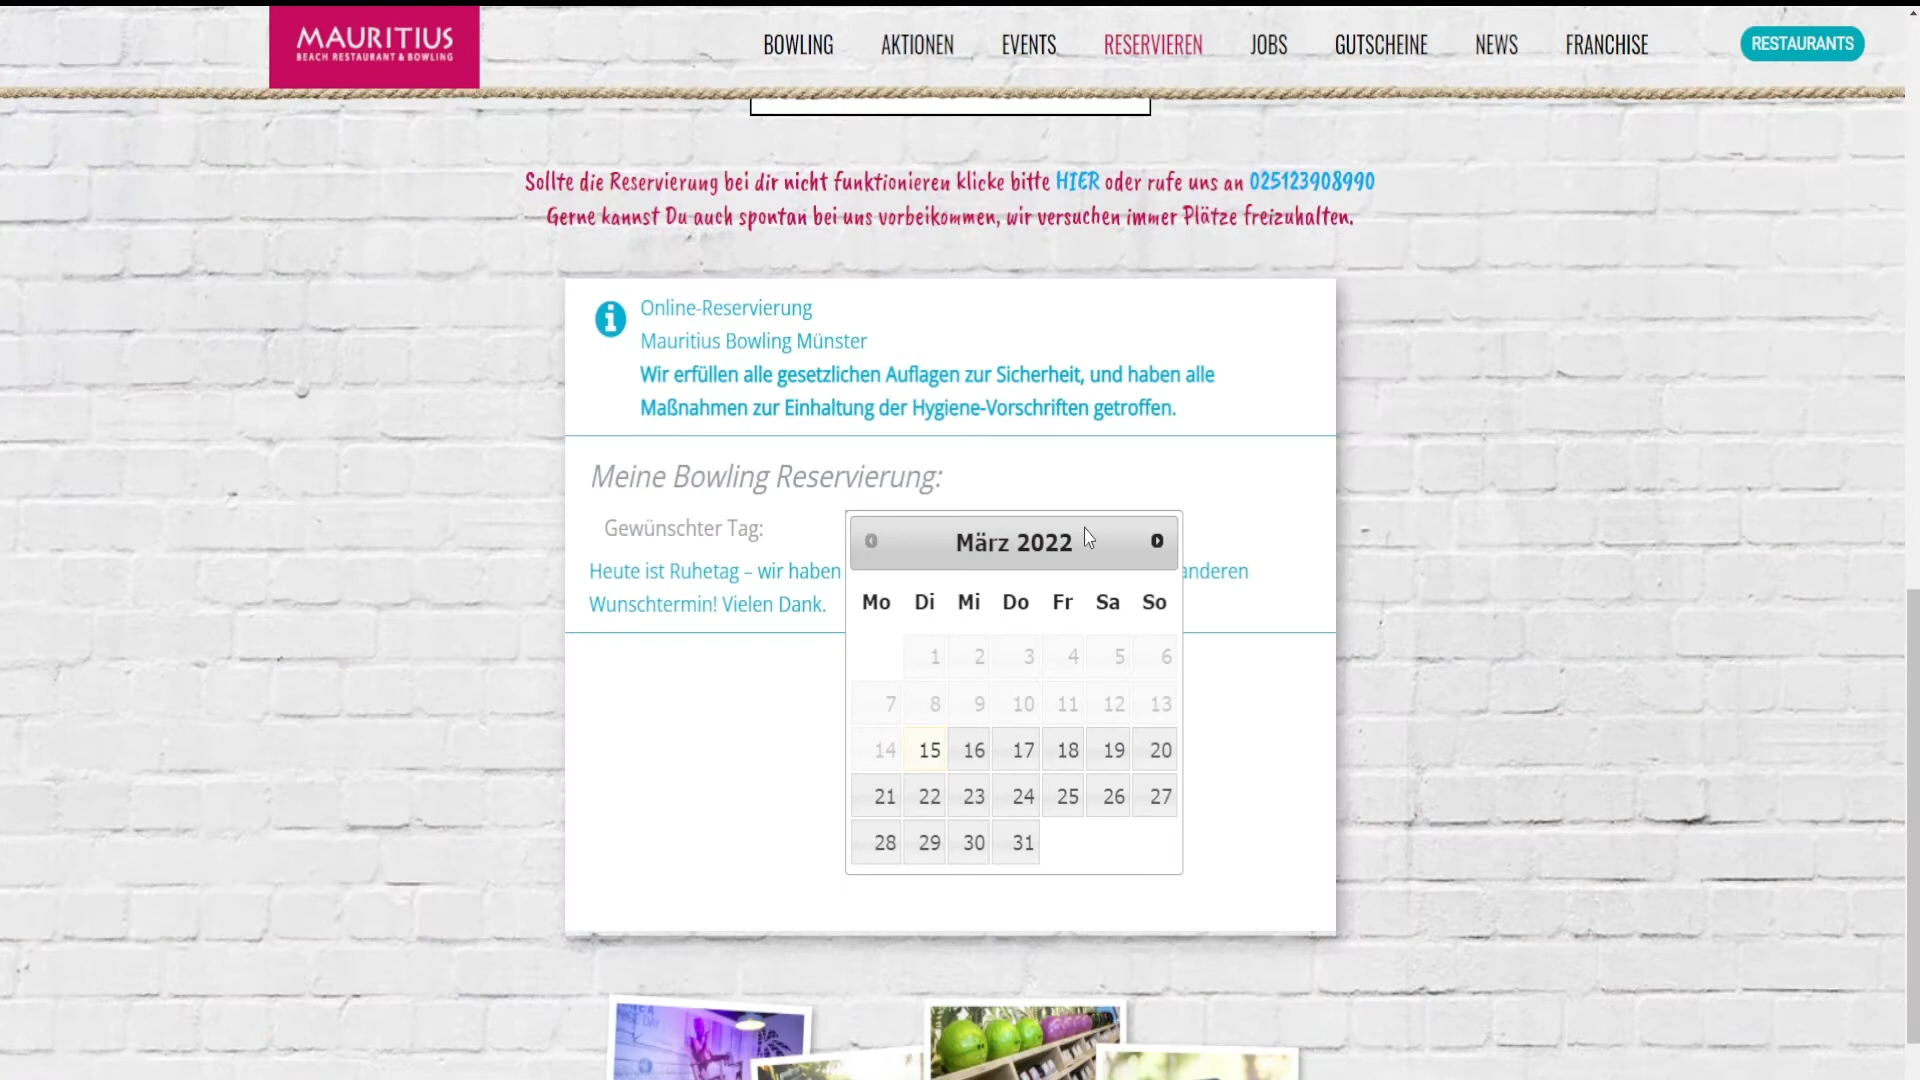 MAURITIUS
BEACH RESTAURANT & BOWLING
BOWLING AKTIONEN EVENTS RESERVIEREN JOBS GUTSCHEINE NEWS FRANCHISE RESTAURANTS
Sollte die Reservierung bei dir nicht funktionieren klicke bitte HIER oder rufe uns an 025123908990
Gerne kannst Du auch spontan bei uns vorbeikommen, wir versuchen immer Plätze freizuhalten.
Online-Reservierung
Mauritius Bowling Münster
Wir erfüllen alle gesetzlichen Auflagen zur Sicherheit, und haben alle
Maßnahmen zur Einhaltung der Hygiene-Vorschriften getroffen.
Meine Bowling Reservierung:
Gewünschter Tag:
Heute ist Ruhetag – wir haben anderen
Wunschtermin! Vielen Dank.
März 2022
Mo Di Mi Do Fr Sa So
1 2 3 4 5 6
7 8 9 10 11 12 13
14 15 16 17 18 19 20
21 22 23 24 25 26 27
28 29 30 31